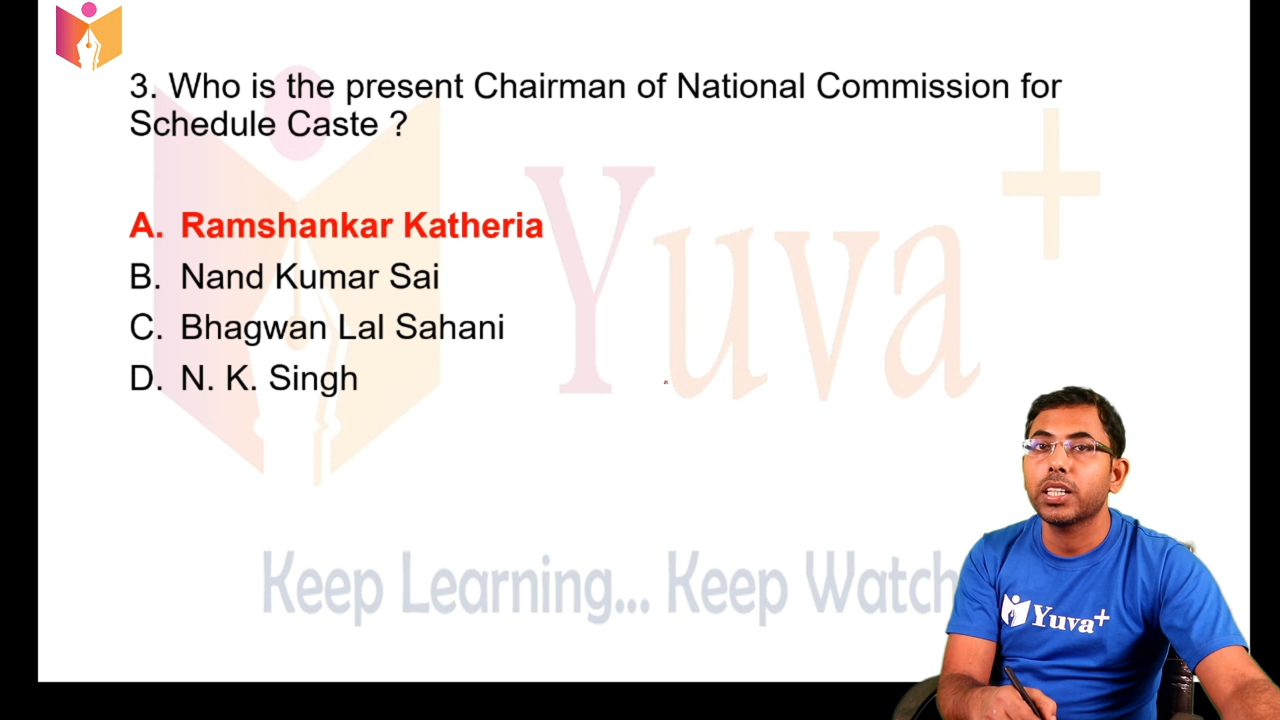 3. Who is the present Chairman of National Commission for
Schedule Caste ?
A. Ramshankar Katheria
B. Nand Kumar Sai
C. Bhagwan Lal Sahani
D. N. K. Singh
Yuva+
Keep Learning... Keep Watch
Yuva+